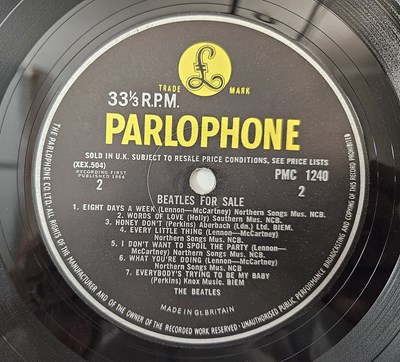 £
TRADE MARK
33⅓ R.P.M.
PARLOPHONE
SOLD IN U.K. SUBJECT TO RESALE PRICE CONDITIONS, SEE PRICE LISTS
(XEX.504)
RECORDING FIRST
PUBLISHED 1964
2
PMC 1240
2
BEATLES FOR SALE
1. EIGHT DAYS A WEEK (Lennon—McCartney) Northern Songs Mus. NCB.
2. WORDS OF LOVE (Holly) Southern Mus. NCB.
3. HONEY DON'T (Perkins) Aberbach (Ldn.) Ltd. BIEM.
4. EVERY LITTLE THING (Lennon—McCartney)
Northern Songs Mus. NCB.
5. I DON'T WANT TO SPOIL THE PARTY (Lennon—McCartney)
Northern Songs Mus. NCB.
6. WHAT YOU'RE DOING (Lennon—McCartney)
Northern Songs Mus. NCB.
7. EVERYBODY'S TRYING TO BE MY BABY
(Perkins) Knox Music. BIEM
THE BEATLES
MADE IN Gt. BRITAIN
THE PARLOPHONE CO. LTD. ALL RIGHTS OF THE MANUFACTURER AND OF THE OWNER OF THE RECORDED WORK RESERVED UNAUTHORISED PUBLIC PERFORMANCE BROADCASTING AND COPYING OF THIS RECORD PROHIBITED